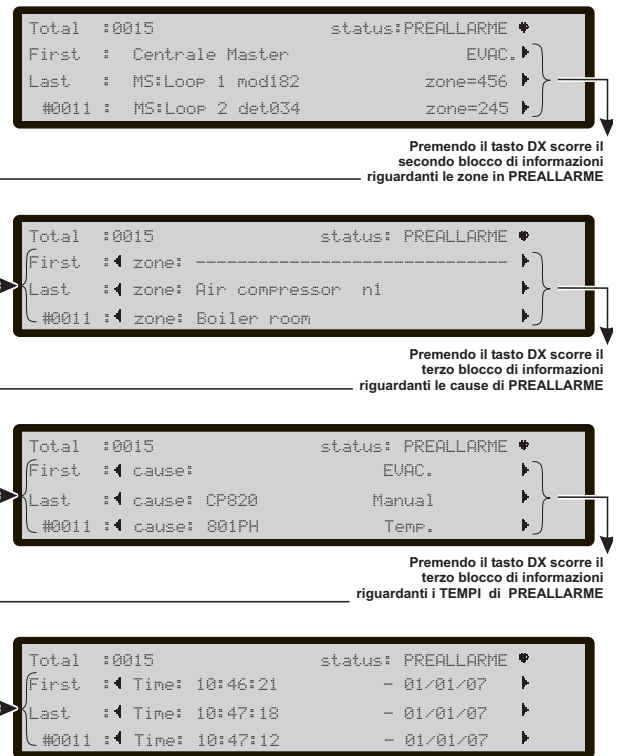 Total :0015 status:PREALLARME
First : Centrale Master EVAC.
Last : MS:Loop 1 mod182 zone=456
#0011 : MS:Loop 2 det034 zone=245
Premendo il tasto DX scorre il
secondo blocco di informazioni
riguardanti le zone in PREALLARME
Total :0015 status: PREALLARME
First : zone: --------------------------------
Last : zone: Air compressor n1
#0011 : zone: Boiler room
Premendo il tasto DX scorre il
terzo blocco di informazioni
riguardanti le cause di PREALLARME
Total :0015 status: PREALLARME
First : cause: EVAC.
Last : cause: CP820 Manual
#0011 : cause: 801PH Temp.
Premendo il tasto DX scorre il
terzo blocco di informazioni
riguardanti i TEMPI di PREALLARME
Total :0015 status: PREALLARME
First : Time: 10:46:21 - 01/01/07
Last : Time: 10:47:18 - 01/01/07
#0011 : Time: 10:47:12 - 01/01/07